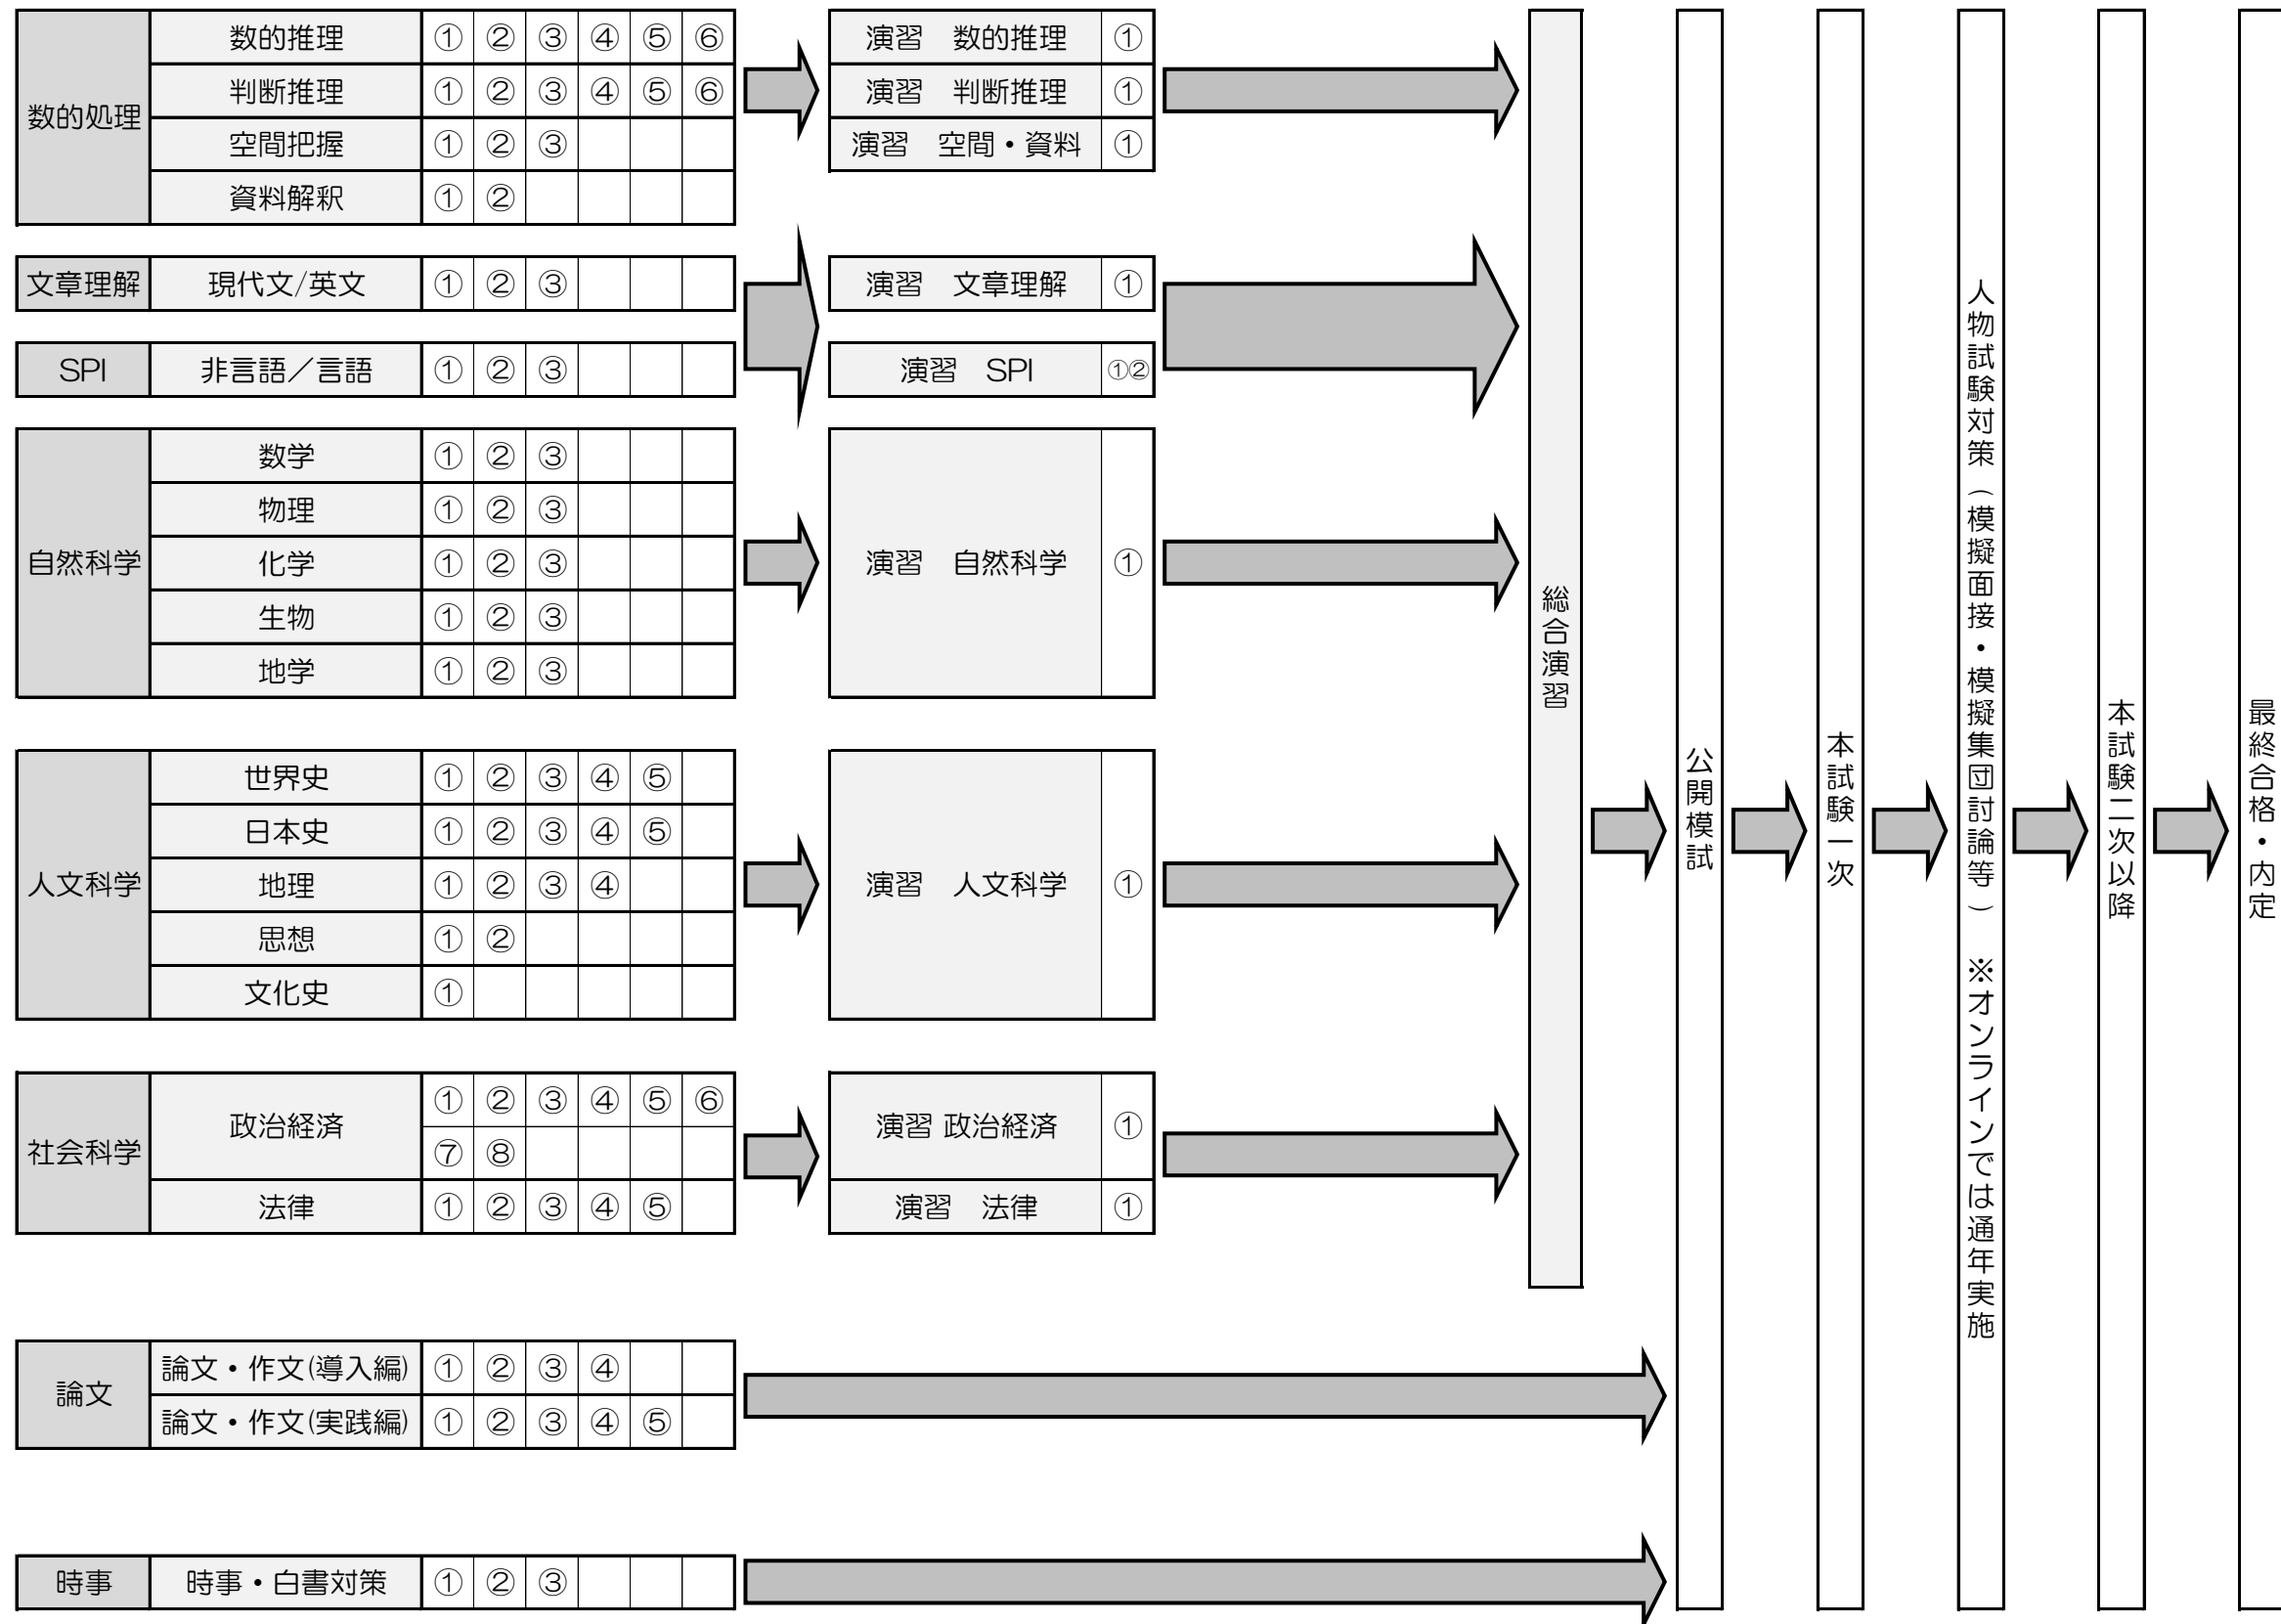 数的処理
数的推理 ① ② ③ ④ ⑤ ⑥
判断推理 ① ② ③ ④ ⑤ ⑥
空間把握 ① ② ③
資料解釈 ① ②
演習　数的推理 ①
演習　判断推理 ①
演習　空間・資料 ①
文章理解 現代文/英文 ① ② ③
演習　文章理解 ①
SPI 非言語／言語 ① ② ③
演習　SPI ①②
自然科学
数学 ① ② ③
物理 ① ② ③
化学 ① ② ③
生物 ① ② ③
地学 ① ② ③
演習　自然科学 ①
人文科学
世界史 ① ② ③ ④ ⑤
日本史 ① ② ③ ④ ⑤
地理 ① ② ③ ④
思想 ① ②
文化史 ①
演習　人文科学 ①
社会科学
政治経済 ① ② ③ ④ ⑤ ⑥
⑦ ⑧
法律 ① ② ③ ④ ⑤
演習 政治経済 ①
演習　法律 ①
論文
論文・作文(導入編) ① ② ③ ④
論文・作文(実践編) ① ② ③ ④ ⑤
時事 時事・白書対策 ① ② ③
総合演習
公開模試
本試験一次
人物試験対策（模擬面接・模擬集団討論等）　※オンラインでは通年実施
本試験二次以降
最終合格・内定